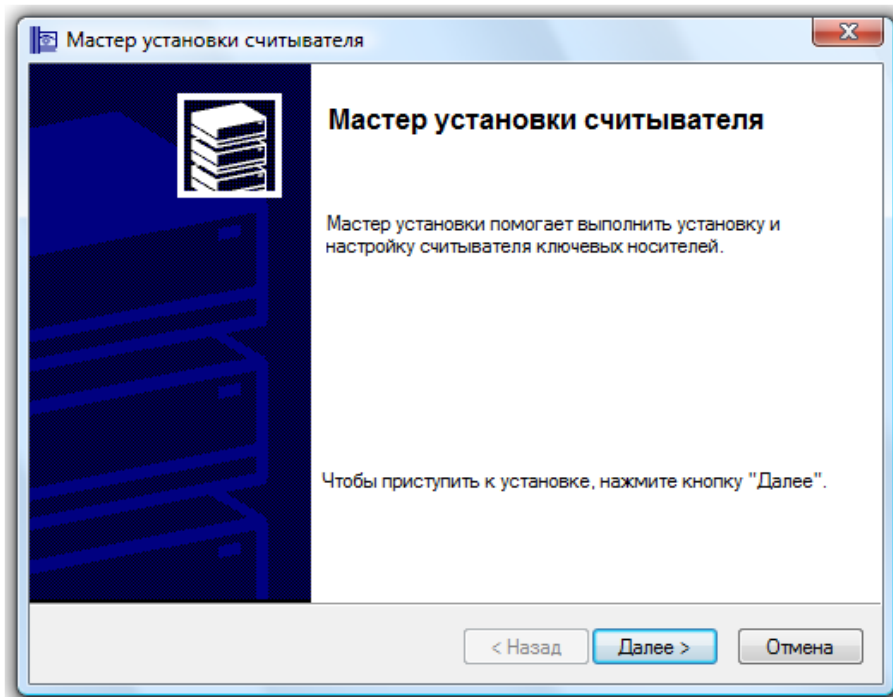 Мастер установки считывателя
Мастер установки считывателя
Мастер установки помогает выполнить установку и
настройку считывателя ключевых носителей.
Чтобы приступить к установке, нажмите кнопку "Далее".
< Назад
Далее >
Отмена